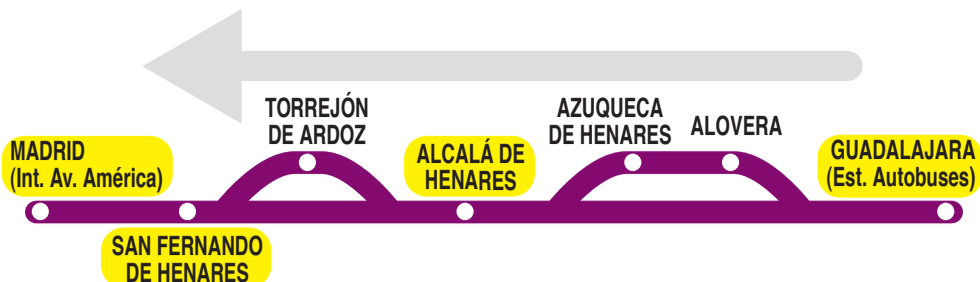 MADRID
(Int. Av. América)
SAN FERNANDO
DE HENARES
TORREJÓN
DE ARDOZ
ALCALÁ DE
HENARES
AZUQUECA
DE HENARES
ALOVERA
GUADALAJARA
(Est. Autobuses)